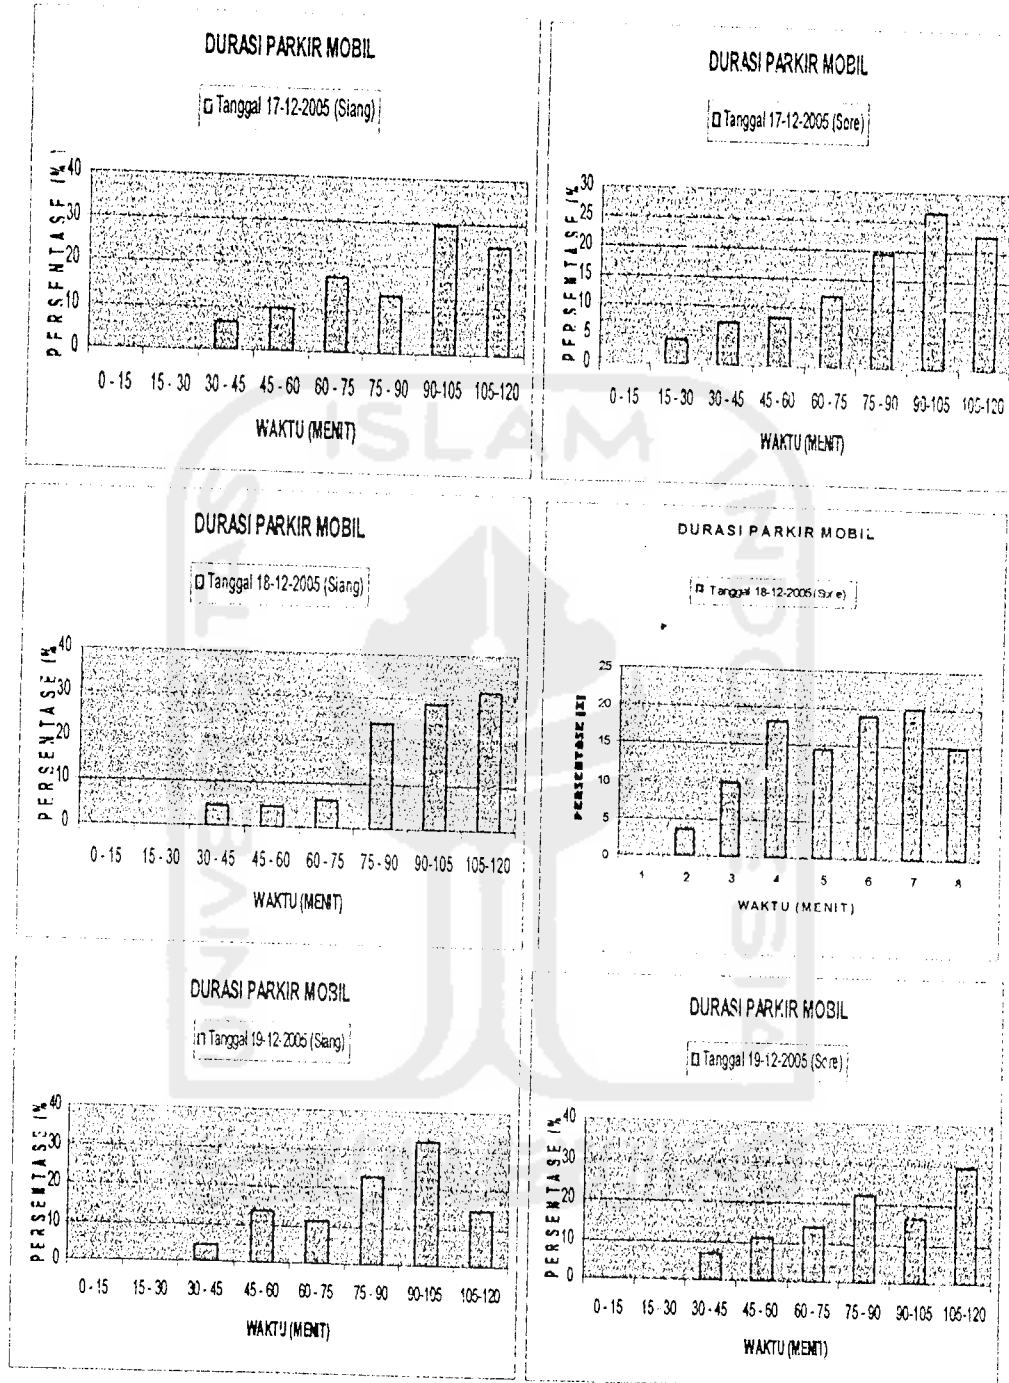 DURASI PARKIR MOBIL
Tanggal 17-12-2005 (Siang)
PERSENTASE (%)
40
30
20
10
0
0 - 15 15 - 30 30 - 45 45 - 60 60 - 75 75 - 90 90-105 105-120
WAKTU (MENIT)
DURASI PARKIR MOBIL
Tanggal 17-12-2005 (Sore)
PERSENTASE (%
30
25
20
15
10
5
0
0 - 15 15 - 30 30 - 45 45 - 60 60 - 75 75 - 90 90-105 105-120
WAKTU (MENIT)
DURASI PARKIR MOBIL
Tanggal 18-12-2005 (Siang)
PERSENTASE (%
40
30
20
10
0
0 - 15 15 - 30 30 - 45 45 - 60 60 - 75 75 - 90 90-105 105-120
WAKTU (MENIT)
DURASI PARKIR MOBIL
Tanggal 18-12-2005 (Sore)
PERSENTASE (%)
25
20
15
10
5
0
1 2 3 4 5 6 7 8
WAKTU (MENIT)
DURASI PARKIR MOBIL
Tanggal 19-12-2005 (Siang)
PERSENTASE (%
40
30
20
10
0
0 - 15 15 - 30 30 - 45 45 - 60 60 - 75 75 - 90 90-105 105-120
WAKTU (MENIT)
DURASI PARKIR MOBIL
Tanggal 19-12-2005 (Sore)
PERSENTASE (%
40
30
20
10
0
0 - 15 15 - 30 30 - 45 45 - 60 60 - 75 75 - 90 90-105 105-120
WAKTU (MENIT)
UNIVERSITAS ISLAM INDONESIA